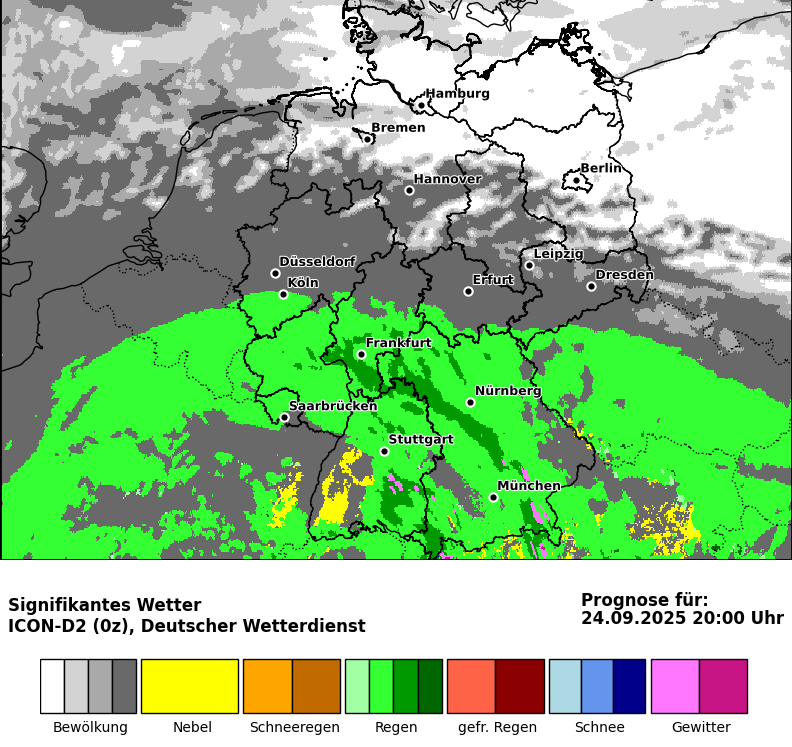 Hamburg
Bremen
Berlin
Hannover
Leipzig
Düsseldorf
Dresden
Köln
Erfurt
Frankfurt
Nürnberg
Saarbrücken
Stuttgart
München
Signifikantes Wetter
ICON-D2 (0z), Deutscher Wetterdienst
Prognose für:
24.09.2025 20:00 Uhr
Bewölkung
Nebel
Schneeregen
Regen
gefr. Regen
Schnee
Gewitter